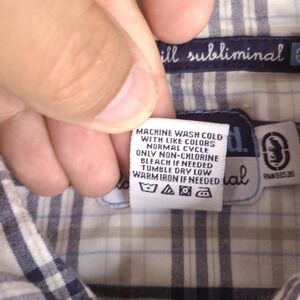 ill subliminal
MACHINE WASH COLD
WITH LIKE COLORS
NORMAL CYCLE
ONLY NON-CHLORINE
BLEACH IF NEEDED
TUMBLE DRY LOW
WARM IRON IF NEEDED
d.
al